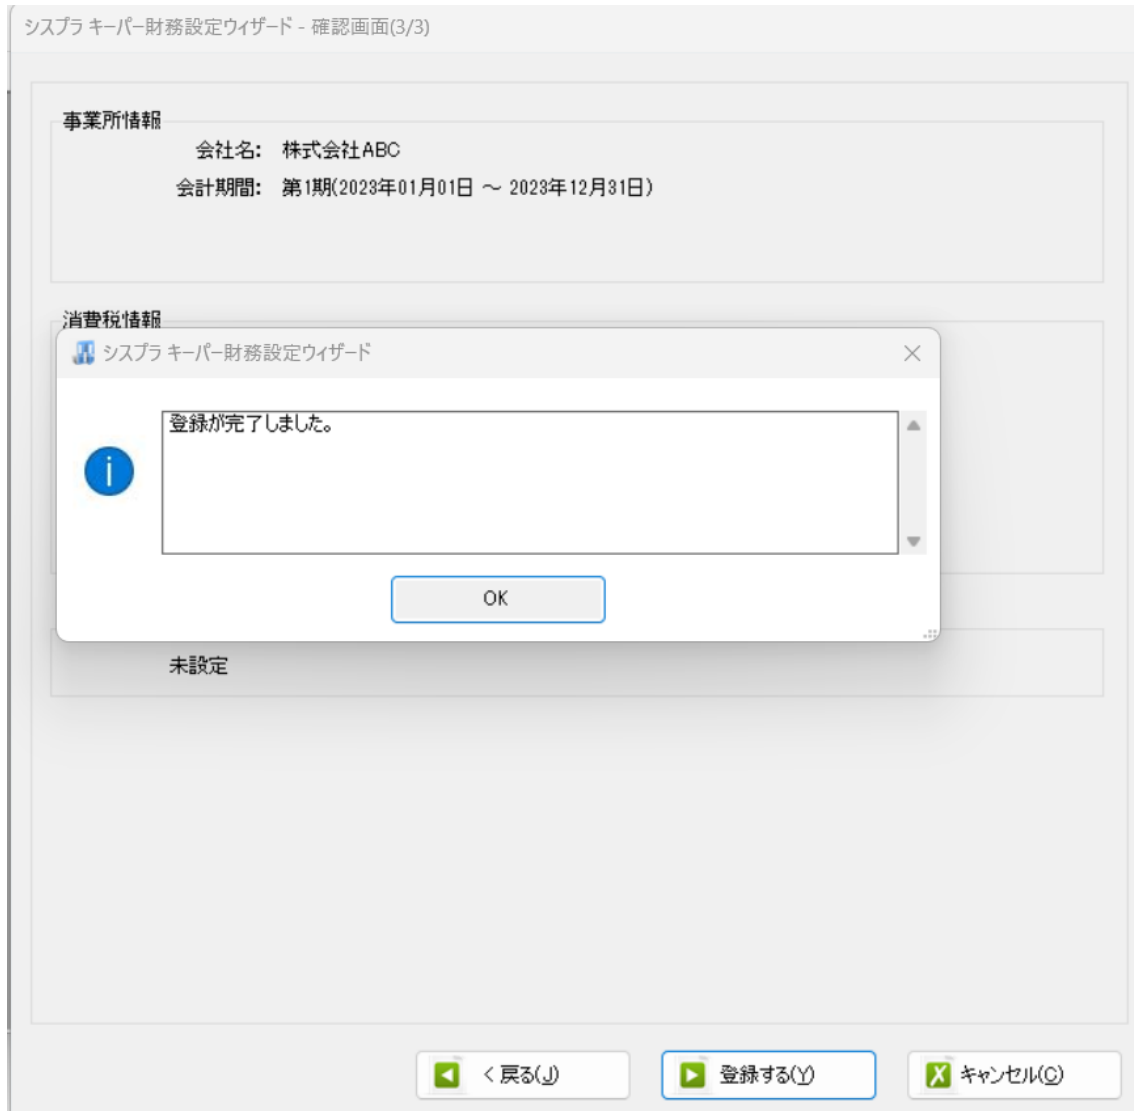 シスプラ キーパー財務設定ウィザード - 確認画面(3/3)
事業所情報
会社名: 株式会社ABC
会計期間: 第1期(2023年01月01日 ～ 2023年12月31日)
消費税情報
シスプラ キーパー財務設定ウィザード
登録が完了しました。
OK
未設定
< 戻る(J)
登録する(Y)
キャンセル(C)